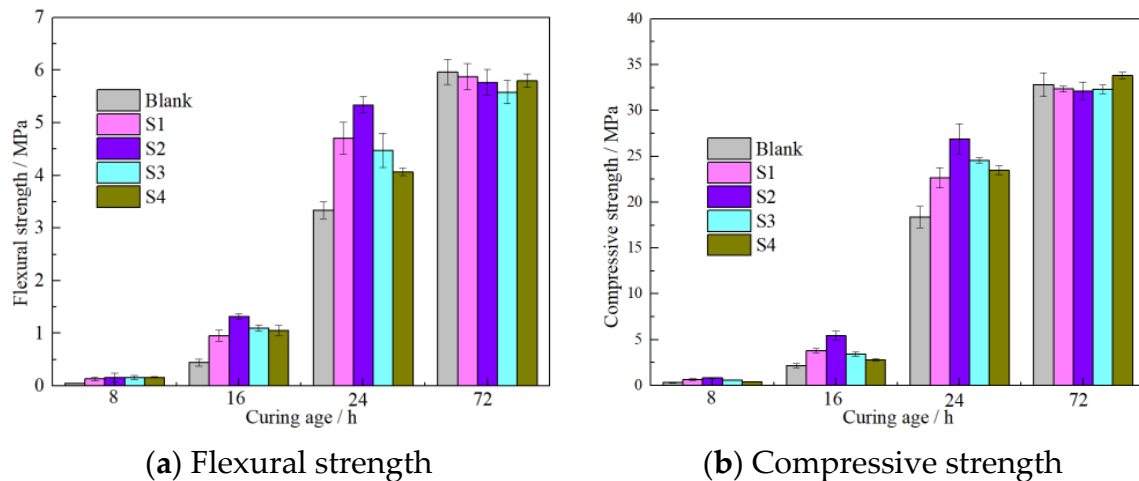 7
6
5
4
3
2
1
0
Flexural strength / MPa
Blank
S1
S2
S3
S4
8
16
24
72
Curing age / h
(a) Flexural strength
40
35
30
25
20
15
10
5
0
Compressive strength / MPa
Blank
S1
S2
S3
S4
8
16
24
72
Curing age / h
(b) Compressive strength